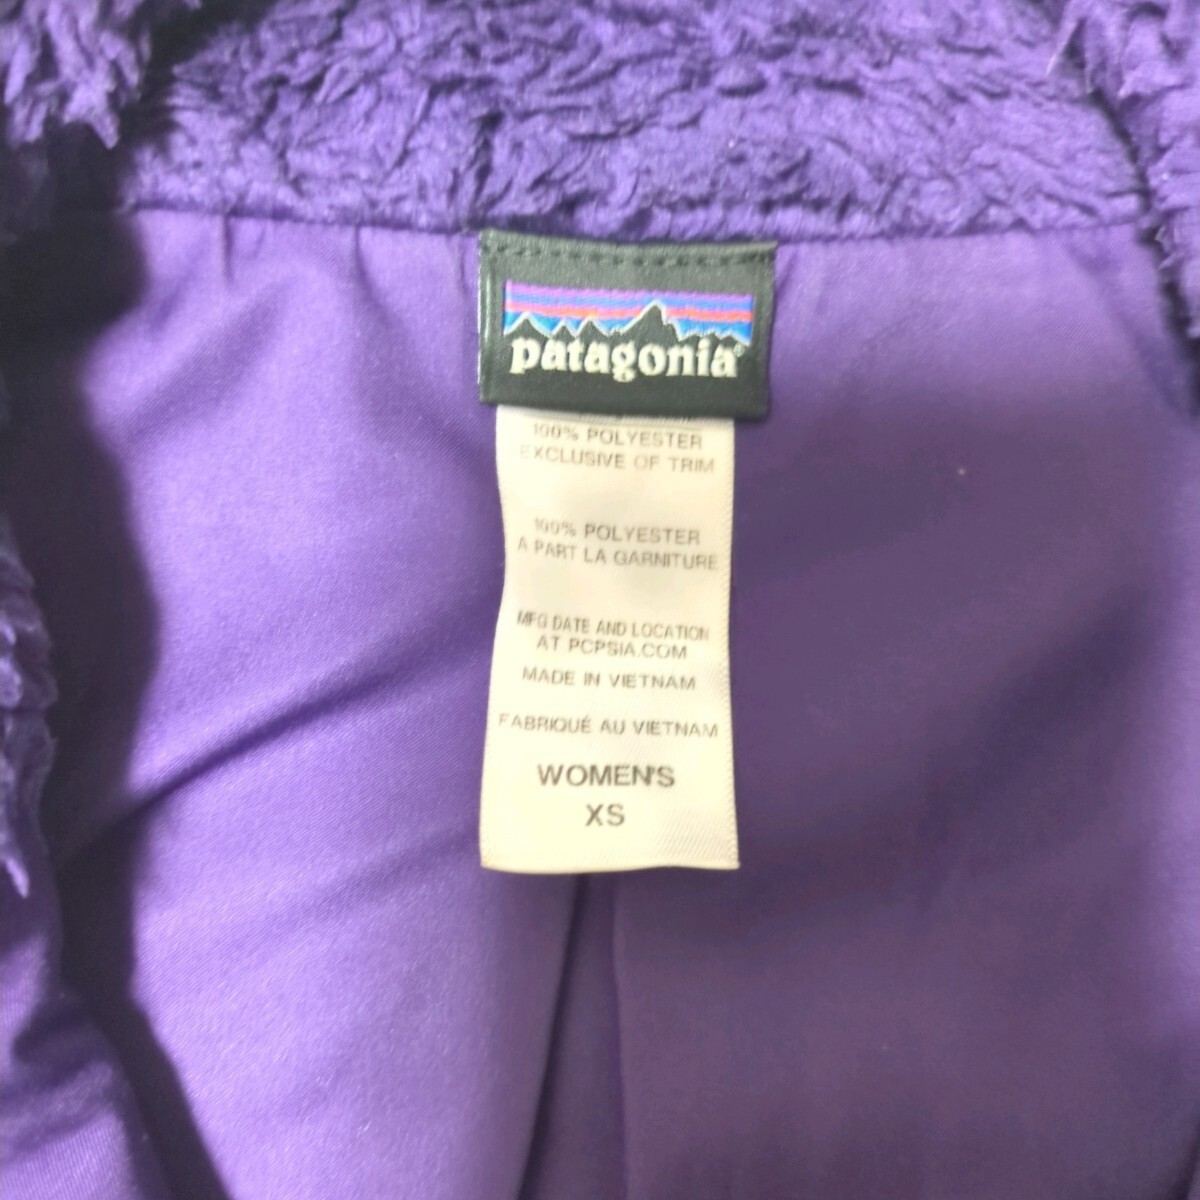 patagonia®
100% POLYESTER
EXCLUSIVE OF TRIM
100% POLYESTER
A PART LA GARNITURE
MFG DATE AND LOCATION
AT PCPSIA.COM
MADE IN VIETNAM
FABRIQUÉ AU VIETNAM
WOMEN'S
XS